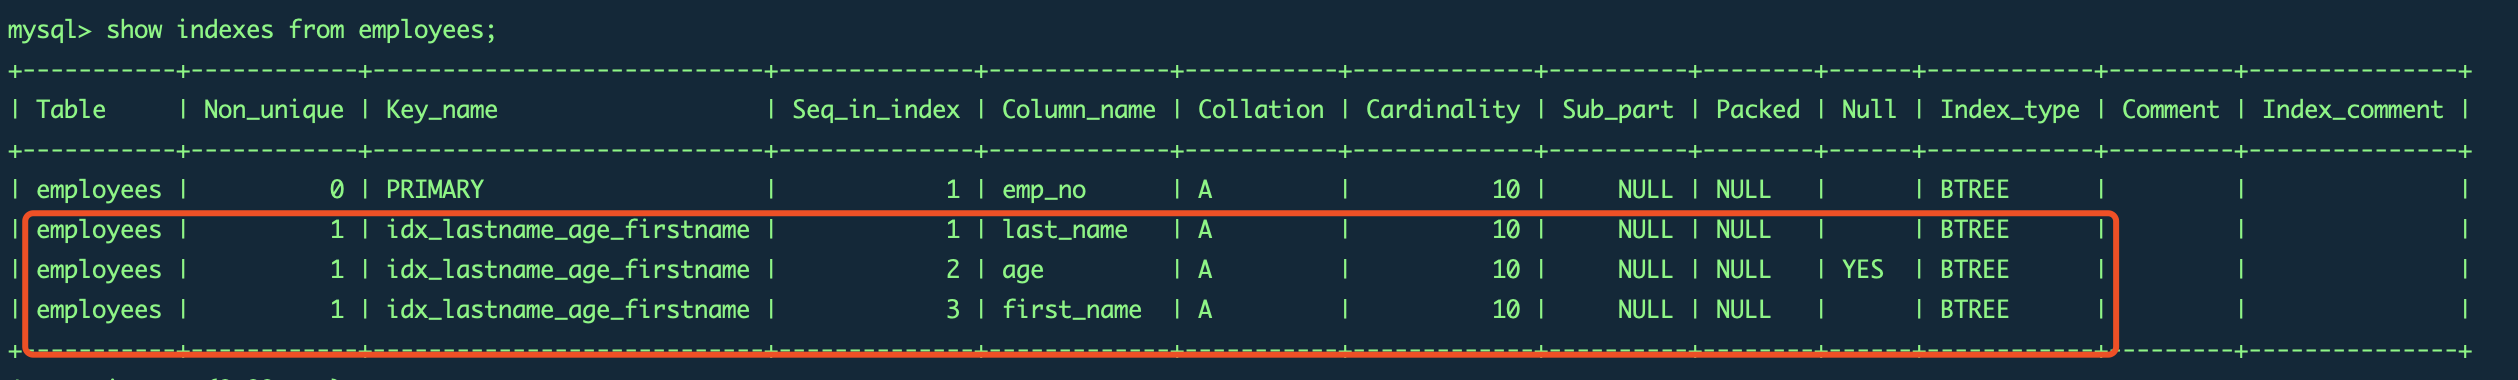 mysql> show indexes from employees;
+-----------+------------+----------------------------+--------------+-------------+-----------+-------------+----------+--------+------+------------+---------+---------------+
| Table     | Non_unique | Key_name                   | Seq_in_index | Column_name | Collation | Cardinality | Sub_part | Packed | Null | Index_type | Comment | Index_comment |
+-----------+------------+----------------------------+--------------+-------------+-----------+-------------+----------+--------+------+------------+---------+---------------+
| employees |          0 | PRIMARY                    |            1 | emp_no      | A         |          10 |     NULL | NULL   |      | BTREE      |         |               |
| employees |          1 | idx_lastname_age_firstname |            1 | last_name   | A         |          10 |     NULL | NULL   |      | BTREE      |         |               |
| employees |          1 | idx_lastname_age_firstname |            2 | age         | A         |          10 |     NULL | NULL   | YES  | BTREE      |         |               |
| employees |          1 | idx_lastname_age_firstname |            3 | first_name  | A         |          10 |     NULL | NULL   |      | BTREE      |         |               |
+-----------+------------+----------------------------+--------------+-------------+-----------+-------------+----------+--------+------+------------+---------+---------------+